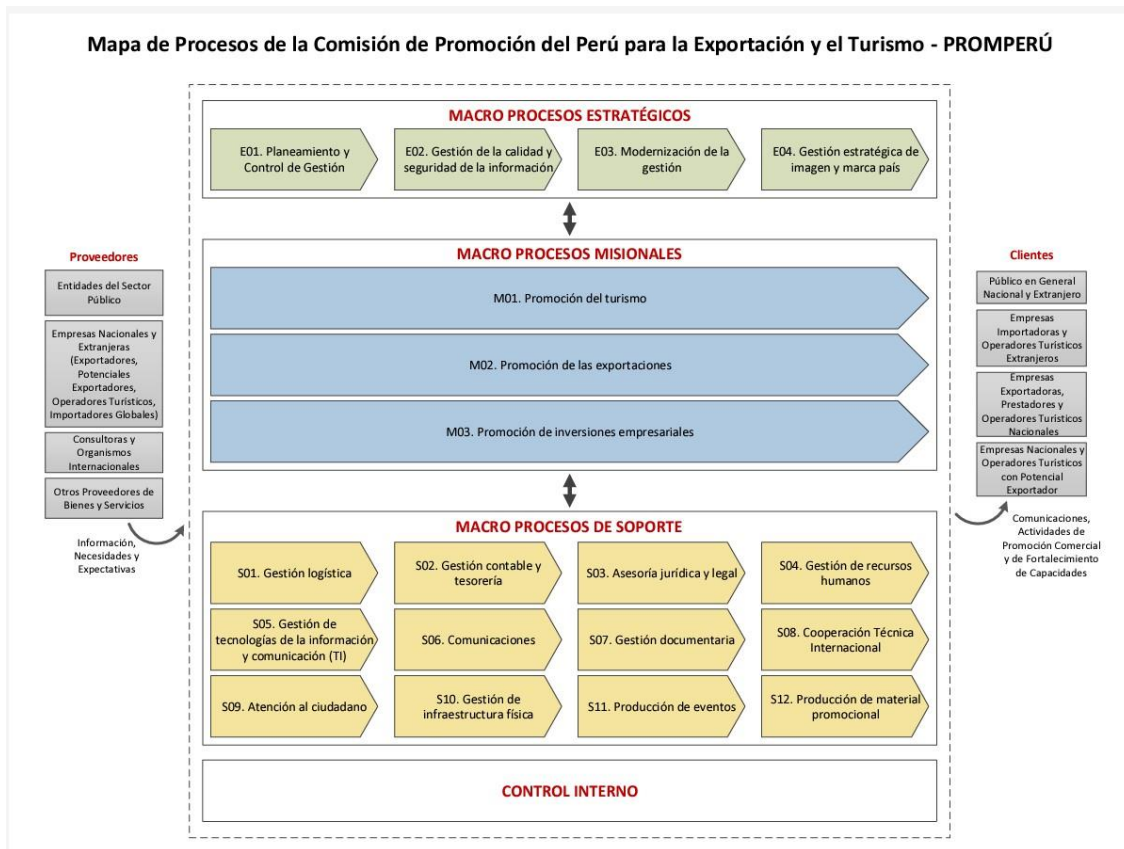 Mapa de Procesos de la Comisión de Promoción del Perú para la Exportación y el Turismo - PROMPERÚ
MACRO PROCESOS ESTRATÉGICOS
E01. Planeamiento y
Control de Gestión
E02. Gestión de la calidad y
seguridad de la información
E03. Modernización de la
gestión
E04. Gestión estratégica de
imagen y marca país
Proveedores
Entidades del Sector
Público
Empresas Nacionales y
Extranjeras
(Exportadores,
Potenciales
Exportadores,
Operadores Turísticos,
Importadores Globales)
Consultoras y
Organismos
Internacionales
Otros Proveedores de
Bienes y Servicios
Información,
Necesidades y
Expectativas
MACRO PROCESOS MISIONALES
M01. Promoción del turismo
M02. Promoción de las exportaciones
M03. Promoción de inversiones empresariales
Clientes
Público en General
Nacional y Extranjero
Empresas
Importadoras y
Operadores Turísticos
Extranjeros
Empresas
Exportadoras,
Prestadores y
Operadores Turísticos
Nacionales
Empresas Nacionales y
Operadores Turísticos
con Potencial
Exportador
Comunicaciones,
Actividades de
Promoción Comercial
y de Fortalecimiento
de Capacidades
MACRO PROCESOS DE SOPORTE
S01. Gestión logística
S02. Gestión contable y
tesorería
S03. Asesoría jurídica y legal
S04. Gestión de recursos
humanos
S05. Gestión de
tecnologías de la información
y comunicación (TI)
S06. Comunicaciones
S07. Gestión documentaria
S08. Cooperación Técnica
Internacional
S09. Atención al ciudadano
S10. Gestión de
infraestructura física
S11. Producción de eventos
S12. Producción de material
promocional
CONTROL INTERNO